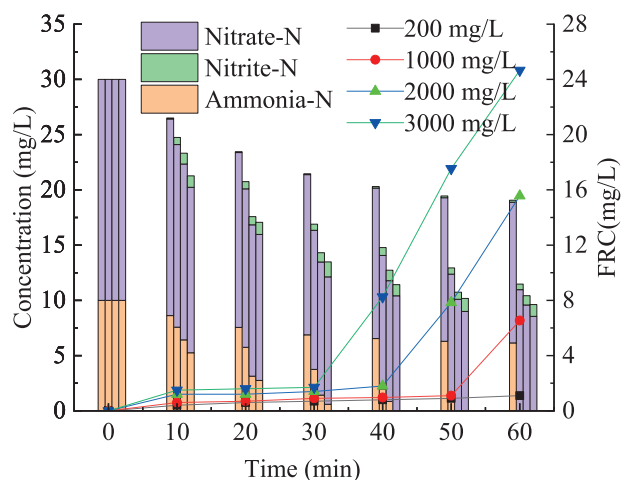 35
30
25
20
15
10
5
0
Concentration (mg/L)
Nitrate-N
Nitrite-N
Ammonia-N
200 mg/L
1000 mg/L
2000 mg/L
3000 mg/L
28
24
20
16
12
8
4
0
FRC(mg/L)
0 10 20 30 40 50 60
Time (min)